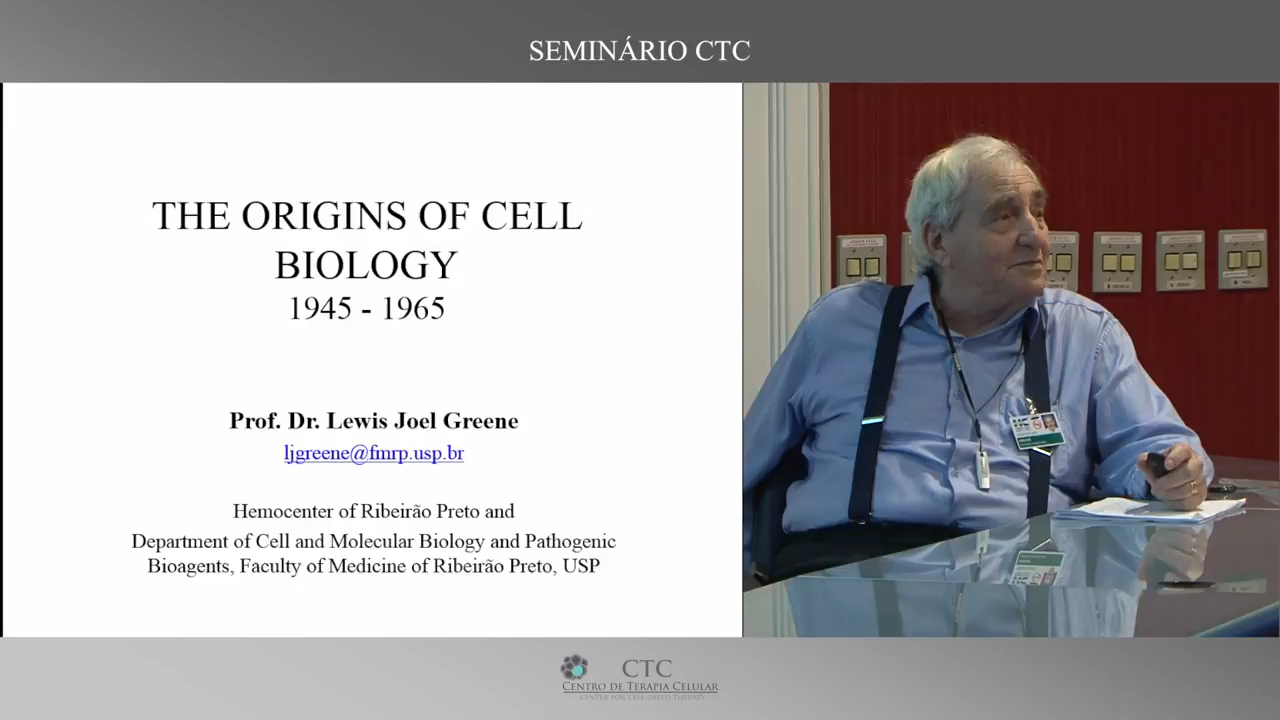 SEMINÁRIO CTC
THE ORIGINS OF CELL
BIOLOGY
1945 - 1965
Prof. Dr. Lewis Joel Greene
ljgreene@fmrp.usp.br
Hemocenter of Ribeirão Preto and
Department of Cell and Molecular Biology and Pathogenic
Bioagents, Faculty of Medicine of Ribeirão Preto, USP
CTC
CENTRO DE TERAPIA CELULAR
CENTER FOR CELL-BASED THERAPY